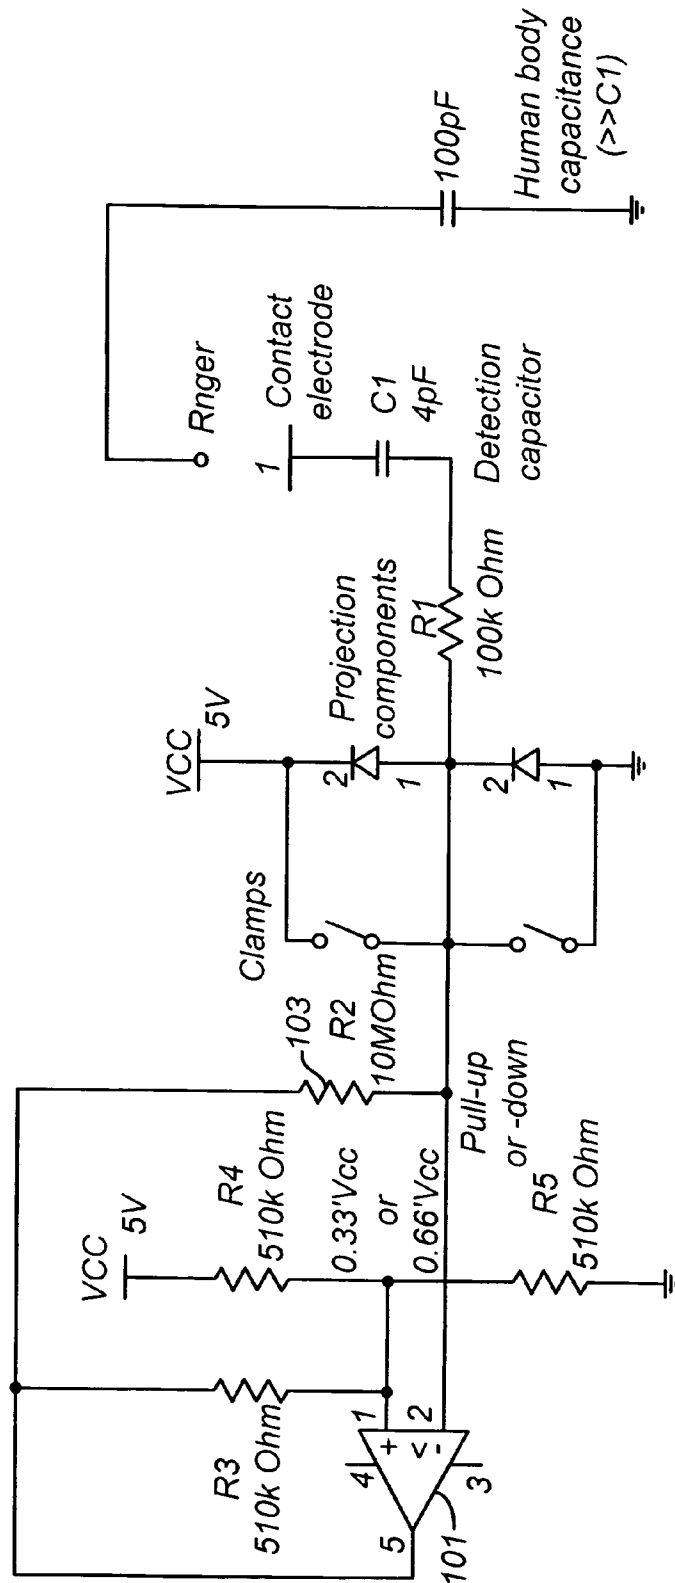 R3
510k Ohm
4
1
+
<
-
2
3
5
101
VCC
5V
R4
510k Ohm
0.33'Vcc
or
0.66'Vcc
R5
510k Ohm
103
R2
10MOhm
Pull-up
or -down
Clamps
VCC
5V
2
1
2
1
Projection
components
R1
100k Ohm
Rnger
1
Contact
electrode
C1
4pF
Detection
capacitor
100pF
Human body
capacitance
(>>C1)